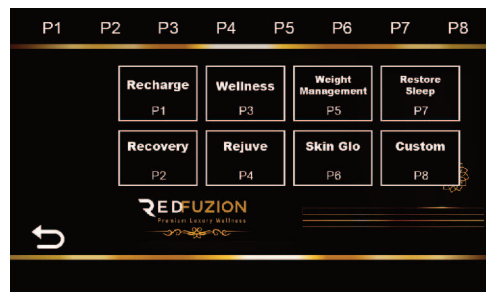 P1 P2 P3 P4 P5 P6 P7 P8
Recharge
P1
Wellness
P3
Weight
Manngement
P5
Restore
Sleep
P7
Recovery
P2
Rejuve
P4
Skin Glo
P6
Custom
P8
REDFUZION
Premium Luxury Wellness